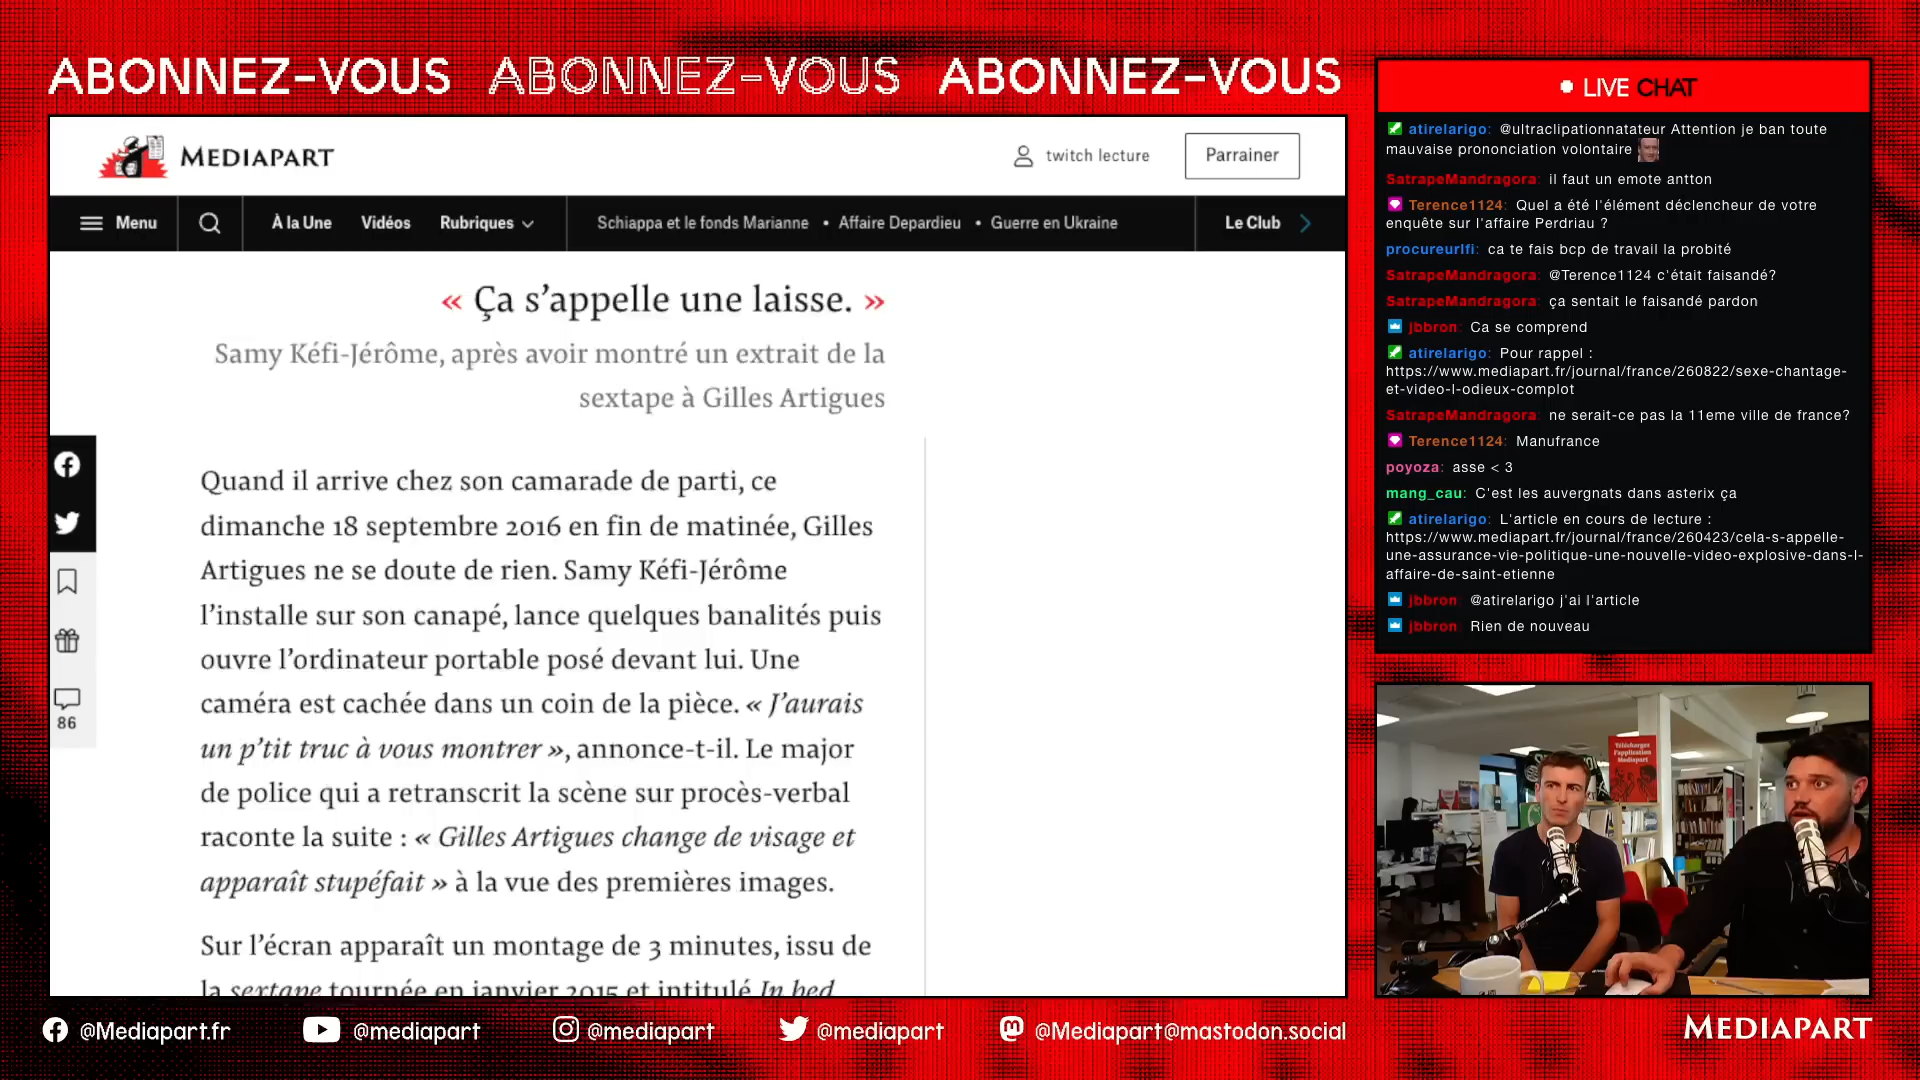 ABONNEZ-VOUS ABONNEZ-VOUS ABONNEZ-VOUS
MEDIAPART
twitch lecture
Parrainer
Menu
À la Une
Vidéos
Rubriques
Schiappa et le fonds Marianne • Affaire Depardieu • Guerre en Ukraine
Le Club
« Ça s’appelle une laisse. »
Samy Kéfi-Jérôme, après avoir montré un extrait de la
sextape à Gilles Artigues
86
Quand il arrive chez son camarade de parti, ce
dimanche 18 septembre 2016 en fin de matinée, Gilles
Artigues ne se doute de rien. Samy Kéfi-Jérôme
l’installe sur son canapé, lance quelques banalités puis
ouvre l’ordinateur portable posé devant lui. Une
caméra est cachée dans un coin de la pièce. « J’aurais
un p’tit truc à vous montrer », annonce-t-il. Le major
de police qui a retranscrit la scène sur procès-verbal
raconte la suite : « Gilles Artigues change de visage et
apparaît stupéfait » à la vue des premières images.
Sur l’écran apparaît un montage de 3 minutes, issu de
la sextape tournée en janvier 2015 et intitulé In bed
LIVE CHAT
atirelarigo: @ultraclipationnatateur Attention je ban toute
mauvaise prononciation volontaire
SatrapeMandragora: il faut un emote antton
Terence1124: Quel a été l'élément déclencheur de votre
enquête sur l'affaire Perdriau ?
procureurlfi: ca te fais bcp de travail la probité
SatrapeMandragora: @Terence1124 c'était faisandé?
SatrapeMandragora: ça sentait le faisandé pardon
jbbron: Ca se comprend
atirelarigo: Pour rappel :
https://www.mediapart.fr/journal/france/260822/sexe-chantage-
et-video-l-odieux-complot
SatrapeMandragora: ne serait-ce pas la 11eme ville de france?
Terence1124: Manufrance
poyoza: asse < 3
mang_cau: C'est les auvergnats dans asterix ça
atirelarigo: L'article en cours de lecture :
https://www.mediapart.fr/journal/france/260423/cela-s-appelle-
une-assurance-vie-politique-une-nouvelle-video-explosive-dans-l-
affaire-de-saint-etienne
jbbron: @atirelarigo j'ai l'article
jbbron: Rien de nouveau
Téléchargez
l'application
Mediapart
@Mediapart.fr
@mediapart
@mediapart
@mediapart
@Mediapart@mastodon.social
MEDIAPART